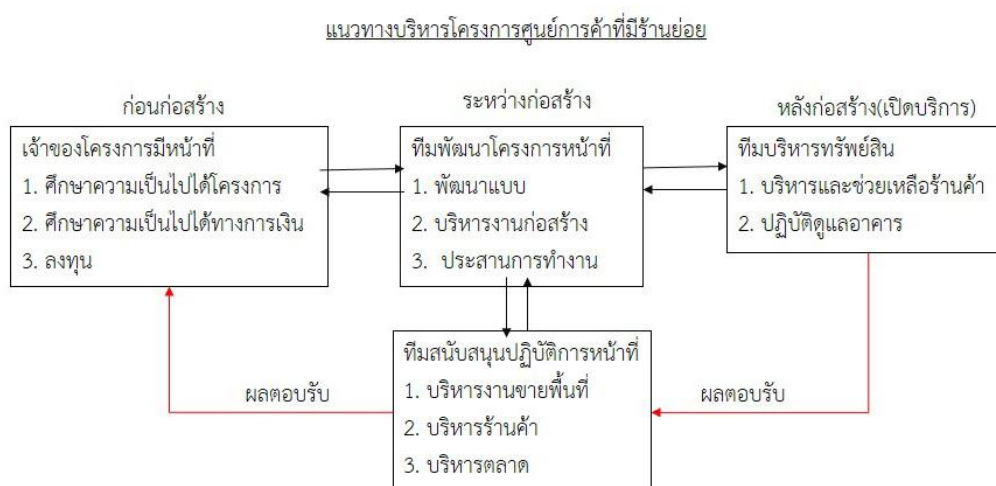 แนวทางบริหารโครงการศูนย์การค้าที่มีร้านย่อย
ก่อนก่อสร้าง
เจ้าของโครงการมีหน้าที่
1. ศึกษาความเป็นไปได้โครงการ
2. ศึกษาความเป็นไปได้ทางการเงิน
3. ลงทุน
ระหว่างก่อสร้าง
ทีมพัฒนาโครงการหน้าที่
1. พัฒนาแบบ
2. บริหารงานก่อสร้าง
3. ประสานการทำงาน
หลังก่อสร้าง(เปิดบริการ)
ทีมบริหารทรัพย์สิน
1. บริหารและช่วยเหลือร้านค้า
2. ปฏิบัติดูแลอาคาร
ทีมสนับสนุนปฏิบัติการหน้าที่
1. บริหารงานขายพื้นที่
2. บริหารร้านค้า
3. บริหารตลาด
ผลตอบรับ
ผลตอบรับ